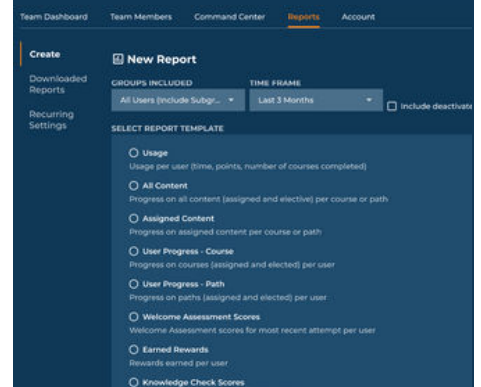 Team Dashboard Team Members Command Center Reports Account
Create
New Report
Downloaded
Reports
GROUPS INCLUDED TIME FRAME
All Users (Include Subgr... Last 3 Months Include deactivate
Recurring
Settings
SELECT REPORT TEMPLATE
Usage
Usage per user (time, points, number of courses completed)
All Content
Progress on all content (assigned and elective) per course or path
Assigned Content
Progress on assigned content per course or path
User Progress - Course
Progress on courses (assigned and elected) per user
User Progress - Path
Progress on paths (assigned and elected) per user
Welcome Assessment Scores
Welcome Assessment scores for most recent attempt per user
Earned Rewards
Rewards earned per user
Knowledge Check Scores